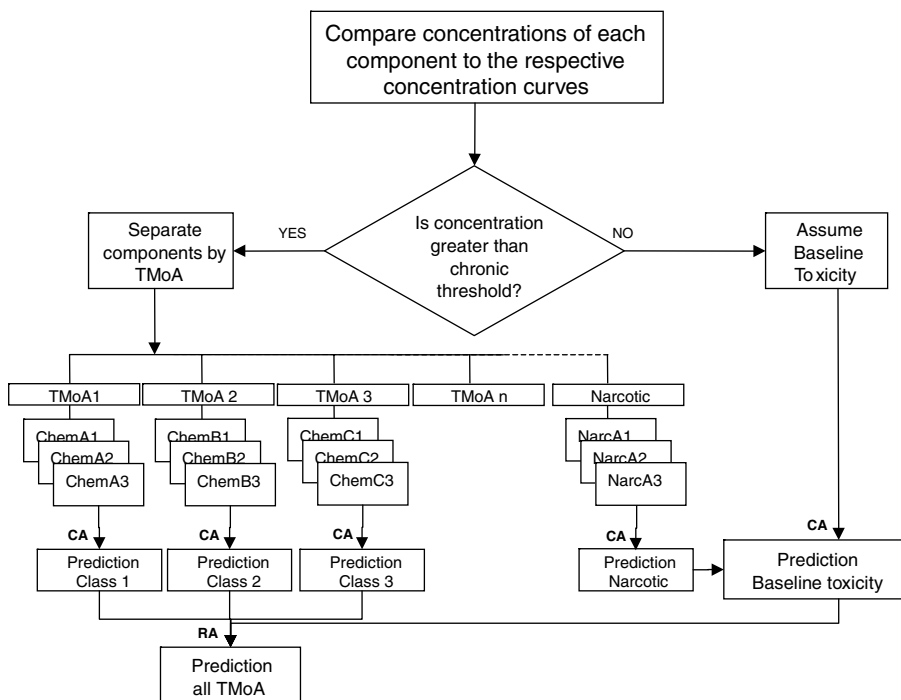 Compare concentrations of each
component to the respective
concentration curves
Is concentration
greater than
chronic
threshold?
YES
NO
Separate
components by
TMoA
Assume
Baseline
Toxicity
TMoA1
TMoA 2
TMoA 3
TMoA n
Narcotic
ChemA1
ChemA2
ChemA3
ChemB1
ChemB2
ChemB3
ChemC1
ChemC2
ChemC3
NarcA1
NarcA2
NarcA3
CA
CA
CA
CA
CA
Prediction
Class 1
Prediction
Class 2
Prediction
Class 3
Prediction
Narcotic
Prediction
Baseline toxicity
RA
Prediction
all TMoA